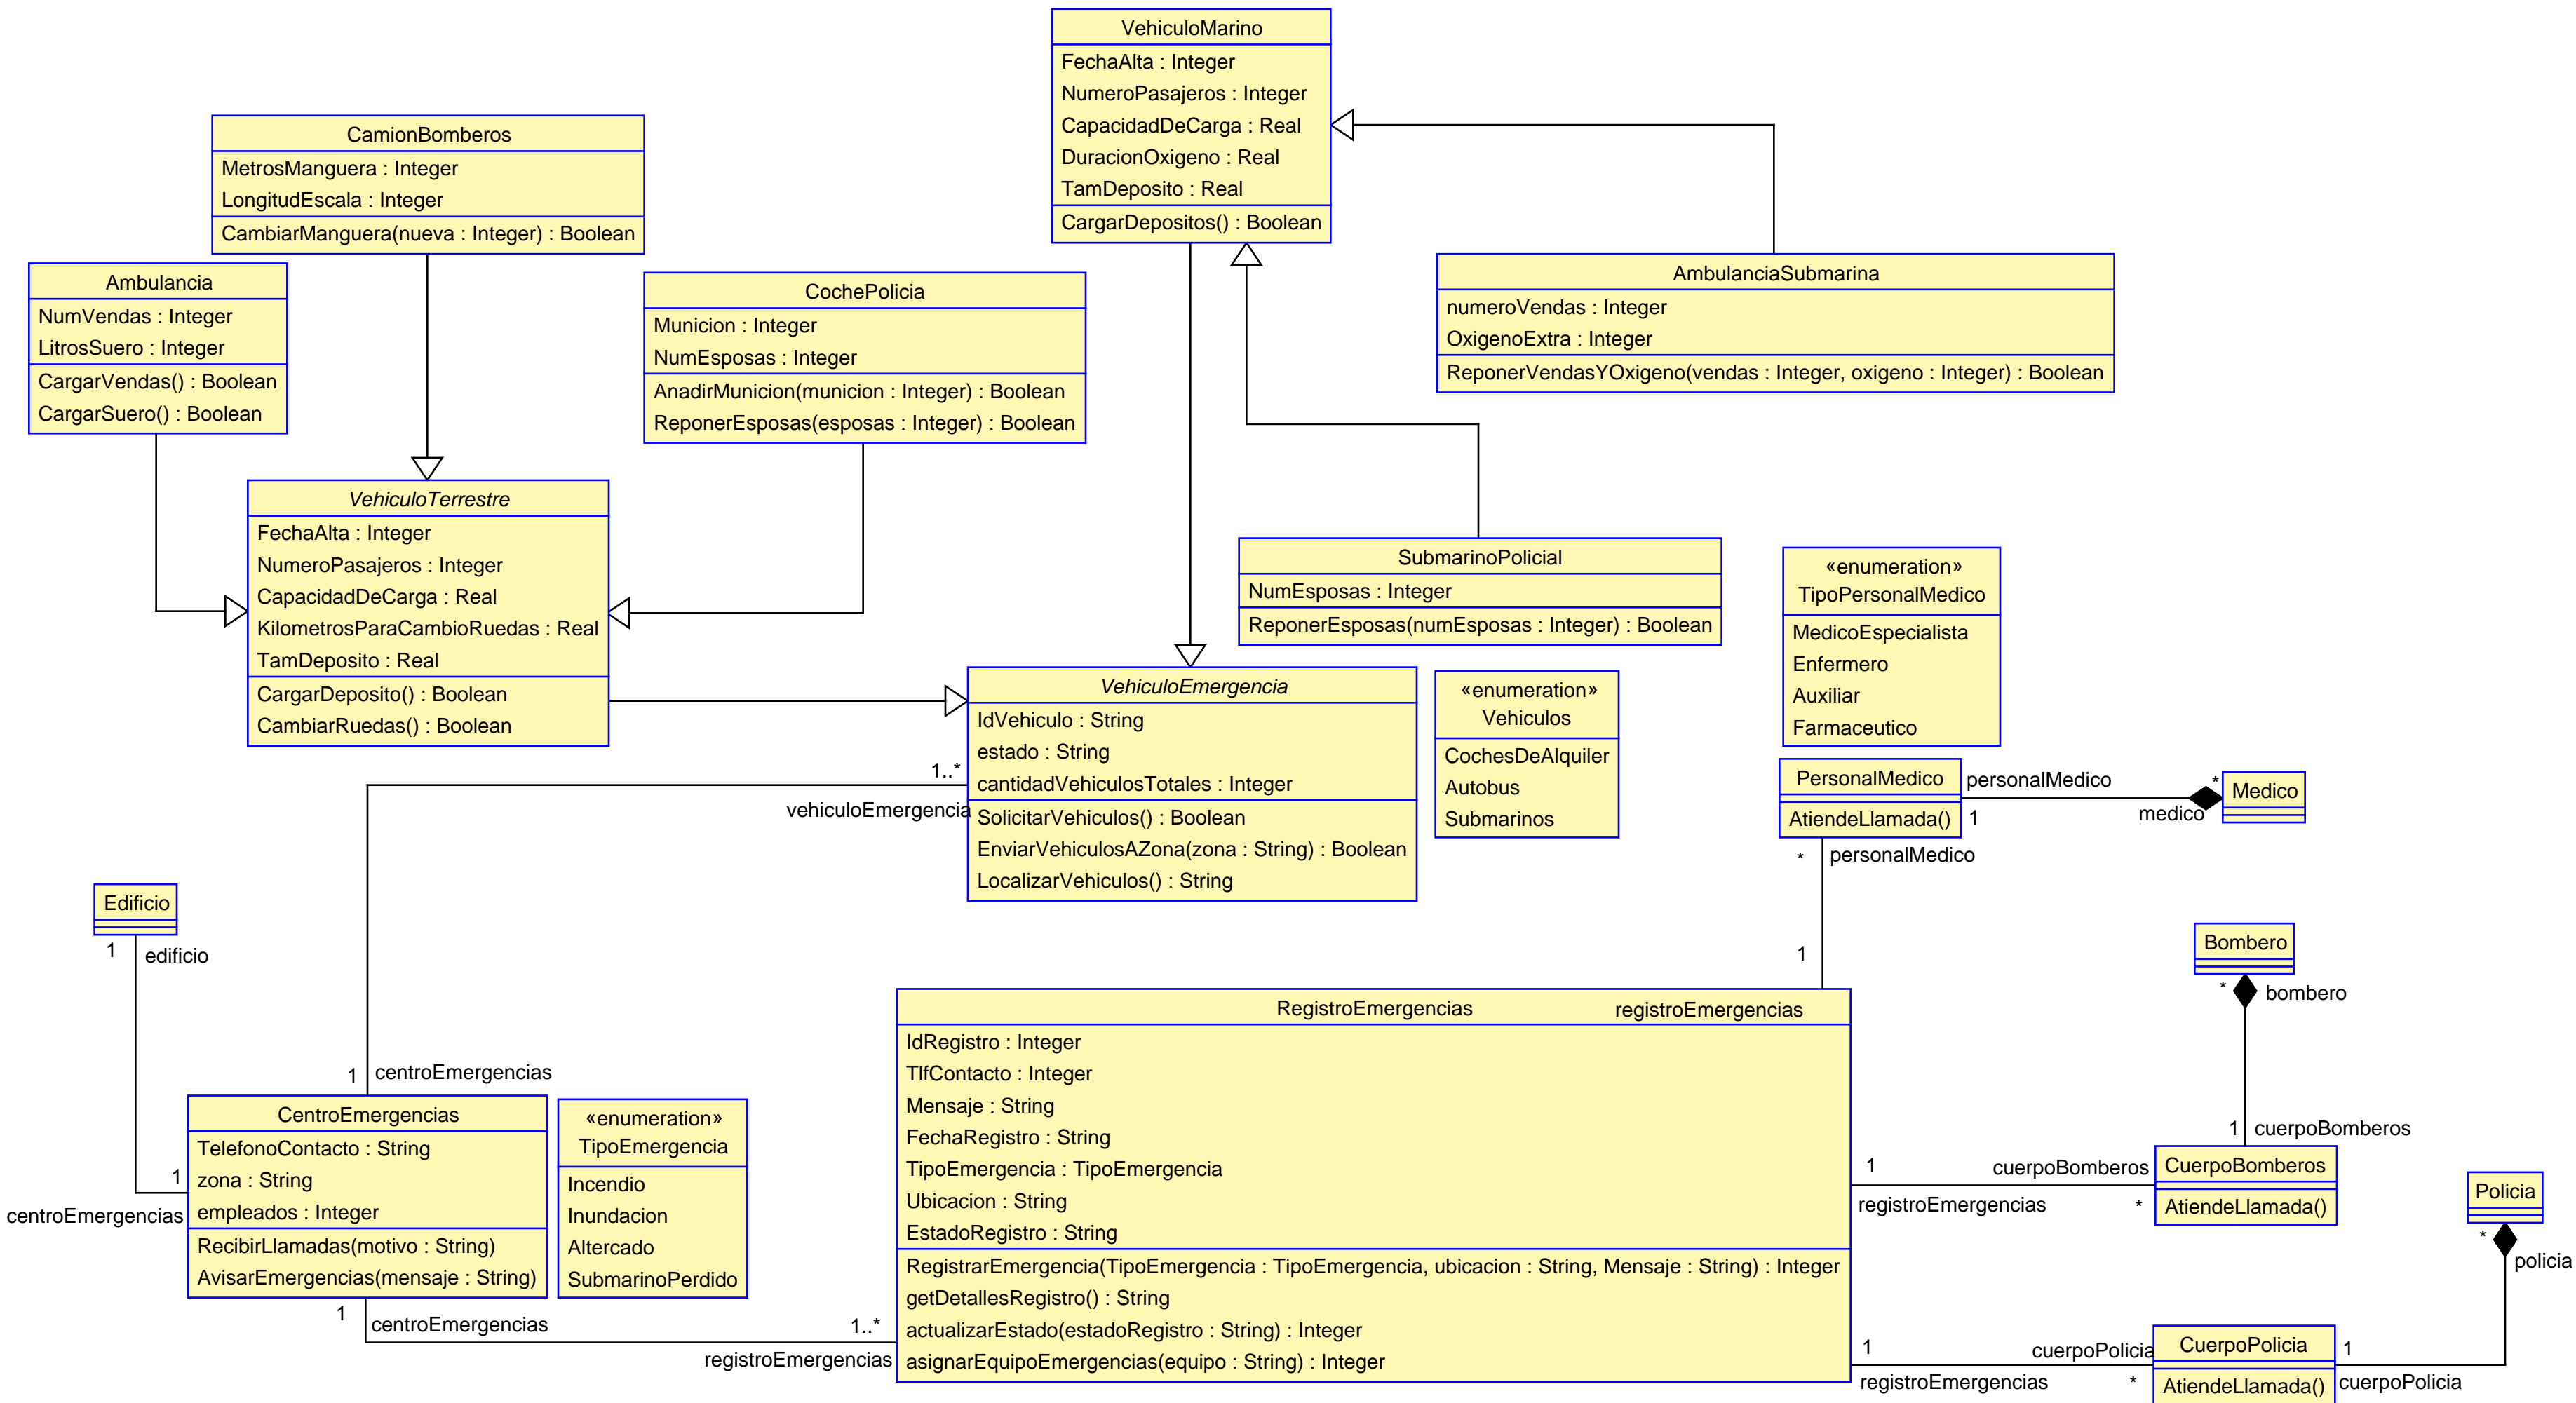 VehiculoMarino
FechaAlta : Integer
NumeroPasajeros : Integer
CapacidadDeCarga : Real
DuracionOxigeno : Real
TamDeposito : Real
CargarDepositos() : Boolean
CamionBomberos
MetrosManguera : Integer
LongitudEscala : Integer
CambiarManguera(nueva : Integer) : Boolean
Ambulancia
NumVendas : Integer
LitrosSuero : Integer
CargarVendas() : Boolean
CargarSuero() : Boolean
CochePolicia
Municion : Integer
NumEsposas : Integer
AnadirMunicion(municion : Integer) : Boolean
ReponerEsposas(esposas : Integer) : Boolean
AmbulanciaSubmarina
numeroVendas : Integer
OxigenoExtra : Integer
ReponerVendasYOxigeno(vendas : Integer, oxigeno : Integer) : Boolean
VehiculoTerrestre
FechaAlta : Integer
NumeroPasajeros : Integer
CapacidadDeCarga : Real
KilometrosParaCambioRuedas : Real
TamDeposito : Real
CargarDeposito() : Boolean
CambiarRuedas() : Boolean
SubmarinoPolicial
NumEsposas : Integer
ReponerEsposas(numEsposas : Integer) : Boolean
«enumeration»
TipoPersonalMedico
MedicoEspecialista
Enfermero
Auxiliar
Farmaceutico
VehiculoEmergencia
IdVehiculo : String
estado : String
cantidadVehiculosTotales : Integer
SolicitarVehiculos() : Boolean
EnviarVehiculosAZona(zona : String) : Boolean
LocalizarVehiculos() : String
«enumeration»
Vehiculos
CochesDeAlquiler
Autobus
Submarinos
1..*
vehiculoEmergencia
PersonalMedico
AtiendeLlamada()
personalMedico
1
*
medico
Medico
* personalMedico
1
registroEmergencias
Edificio
1 edificio
1
centroEmergencias
1 centroEmergencias
CentroEmergencias
TelefonoContacto : String
zona : String
empleados : Integer
RecibirLlamadas(motivo : String)
AvisarEmergencias(mensaje : String)
«enumeration»
TipoEmergencia
Incendio
Inundacion
Altercado
SubmarinoPerdido
1 centroEmergencias
1..*
registroEmergencias
RegistroEmergencias
IdRegistro : Integer
TlfContacto : Integer
Mensaje : String
FechaRegistro : String
TipoEmergencia : TipoEmergencia
Ubicacion : String
EstadoRegistro : String
RegistrarEmergencia(TipoEmergencia : TipoEmergencia, ubicacion : String, Mensaje : String) : Integer
getDetallesRegistro() : String
actualizarEstado(estadoRegistro : String) : Integer
asignarEquipoEmergencias(equipo : String) : Integer
Bombero
* bombero
1 cuerpoBomberos
1 cuerpoBomberos
registroEmergencias *
CuerpoBomberos
AtiendeLlamada()
Policia
* policia
1 cuerpoPolicia
registroEmergencias *
CuerpoPolicia
AtiendeLlamada()
1
cuerpoPolicia